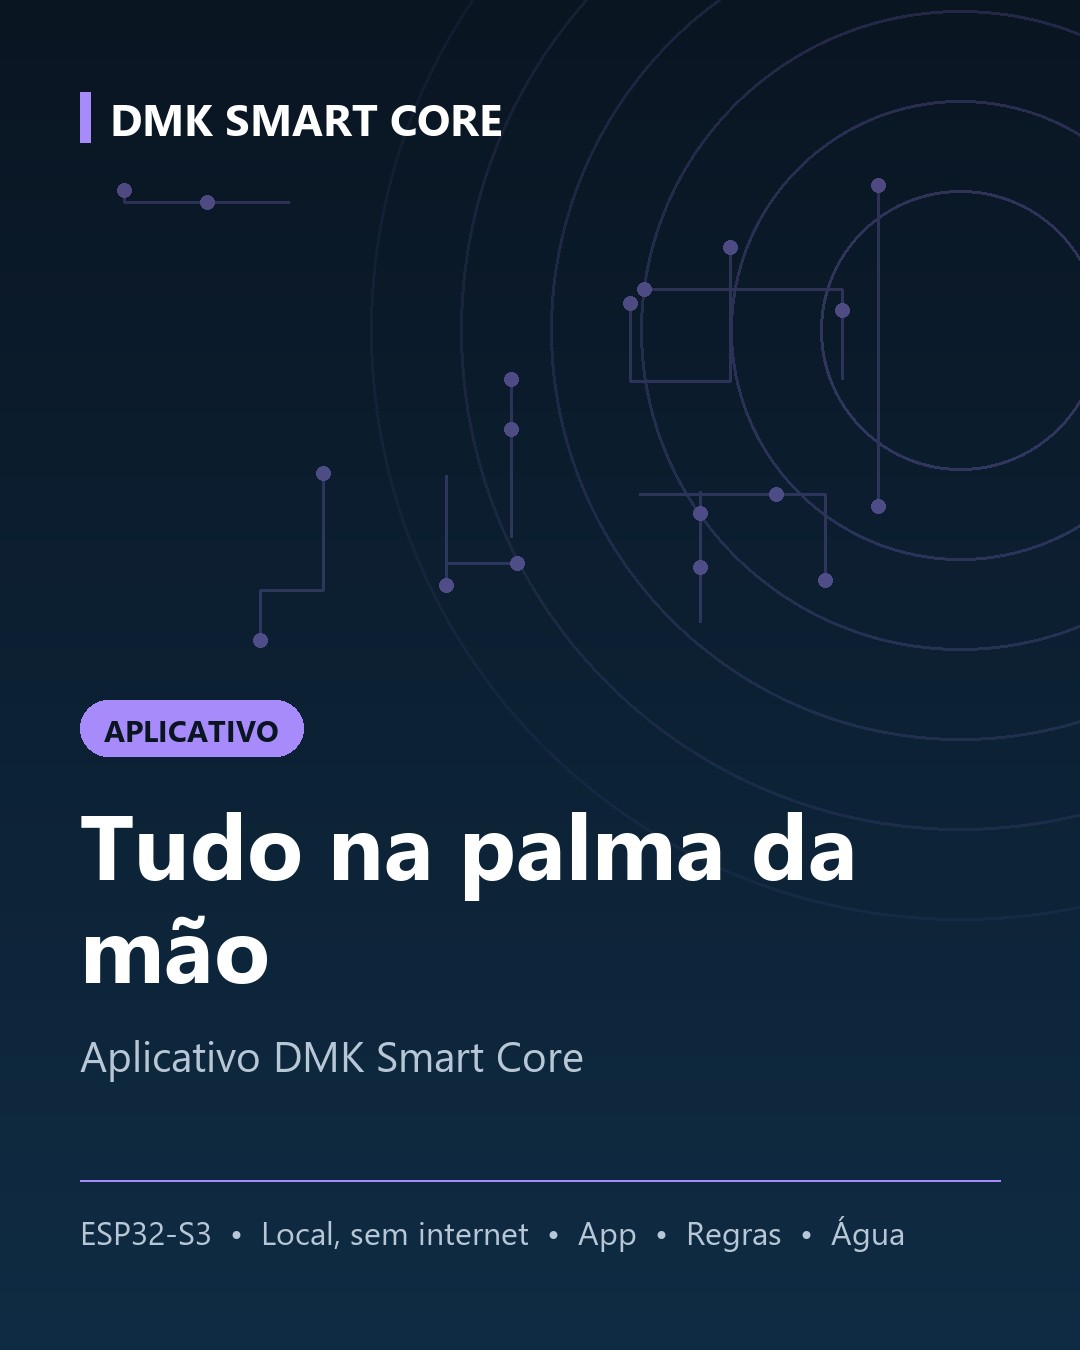 DMK SMART CORE
APLICATIVO
Tudo na palma da
mão
Aplicativo DMK Smart Core
ESP32-S3 • Local, sem internet • App • Regras • Água